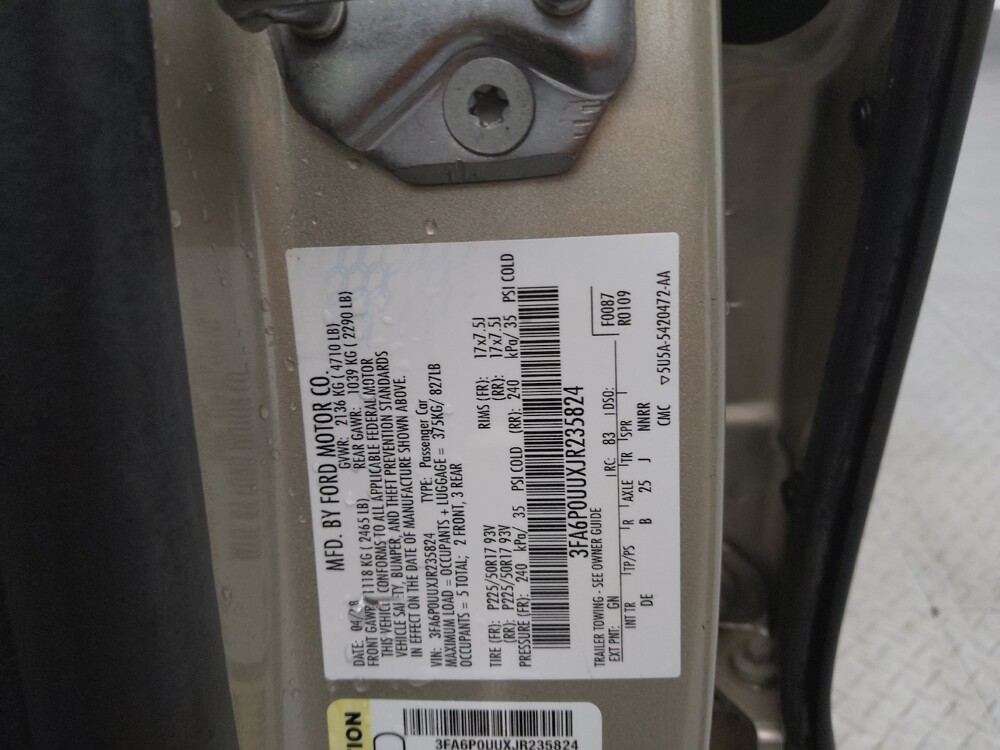 MFD. BY FORD MOTOR CO.
DATE: 04/18 GVWR: 2136 KG ( 4710 LB)
FRONT GAWR: 1118 KG ( 2465 LB) REAR GAWR: 1039 KG ( 2290 LB)
THIS VEHICLE CONFORMS TO ALL APPLICABLE FEDERAL MOTOR
VEHICLE SAFETY, BUMPER, AND THEFT PREVENTION STANDARDS
IN EFFECT ON THE DATE OF MANUFACTURE SHOWN ABOVE.
VIN: 3FA6P0UUXJR235824 TYPE: Passenger Car
MAXIMUM LOAD = OCCUPANTS + LUGGAGE = 375KG/ 827LB
OCCUPANTS = 5 TOTAL; 2 FRONT, 3 REAR
TIRE (FR): P225/50R17 93V RIMS (FR): 17x7.5J
(RR): P225/50R17 93V (RR): 17x7.5J
PRESSURE (FR): 240 kPa/ 35 PSI COLD (RR): 240 kPa/ 35 PSI COLD
3FA6P0UUXJR235824
TRAILER TOWING - SEE OWNER GUIDE F0087
EXT PNT: GN RC: 83 DSO: R0109
INT TR TP/PS R AXLE TR SPR
DE B 25 J NNRR
CMC ▽5U5A-5420472-AA
TION
3FA6P0UUXJR235824